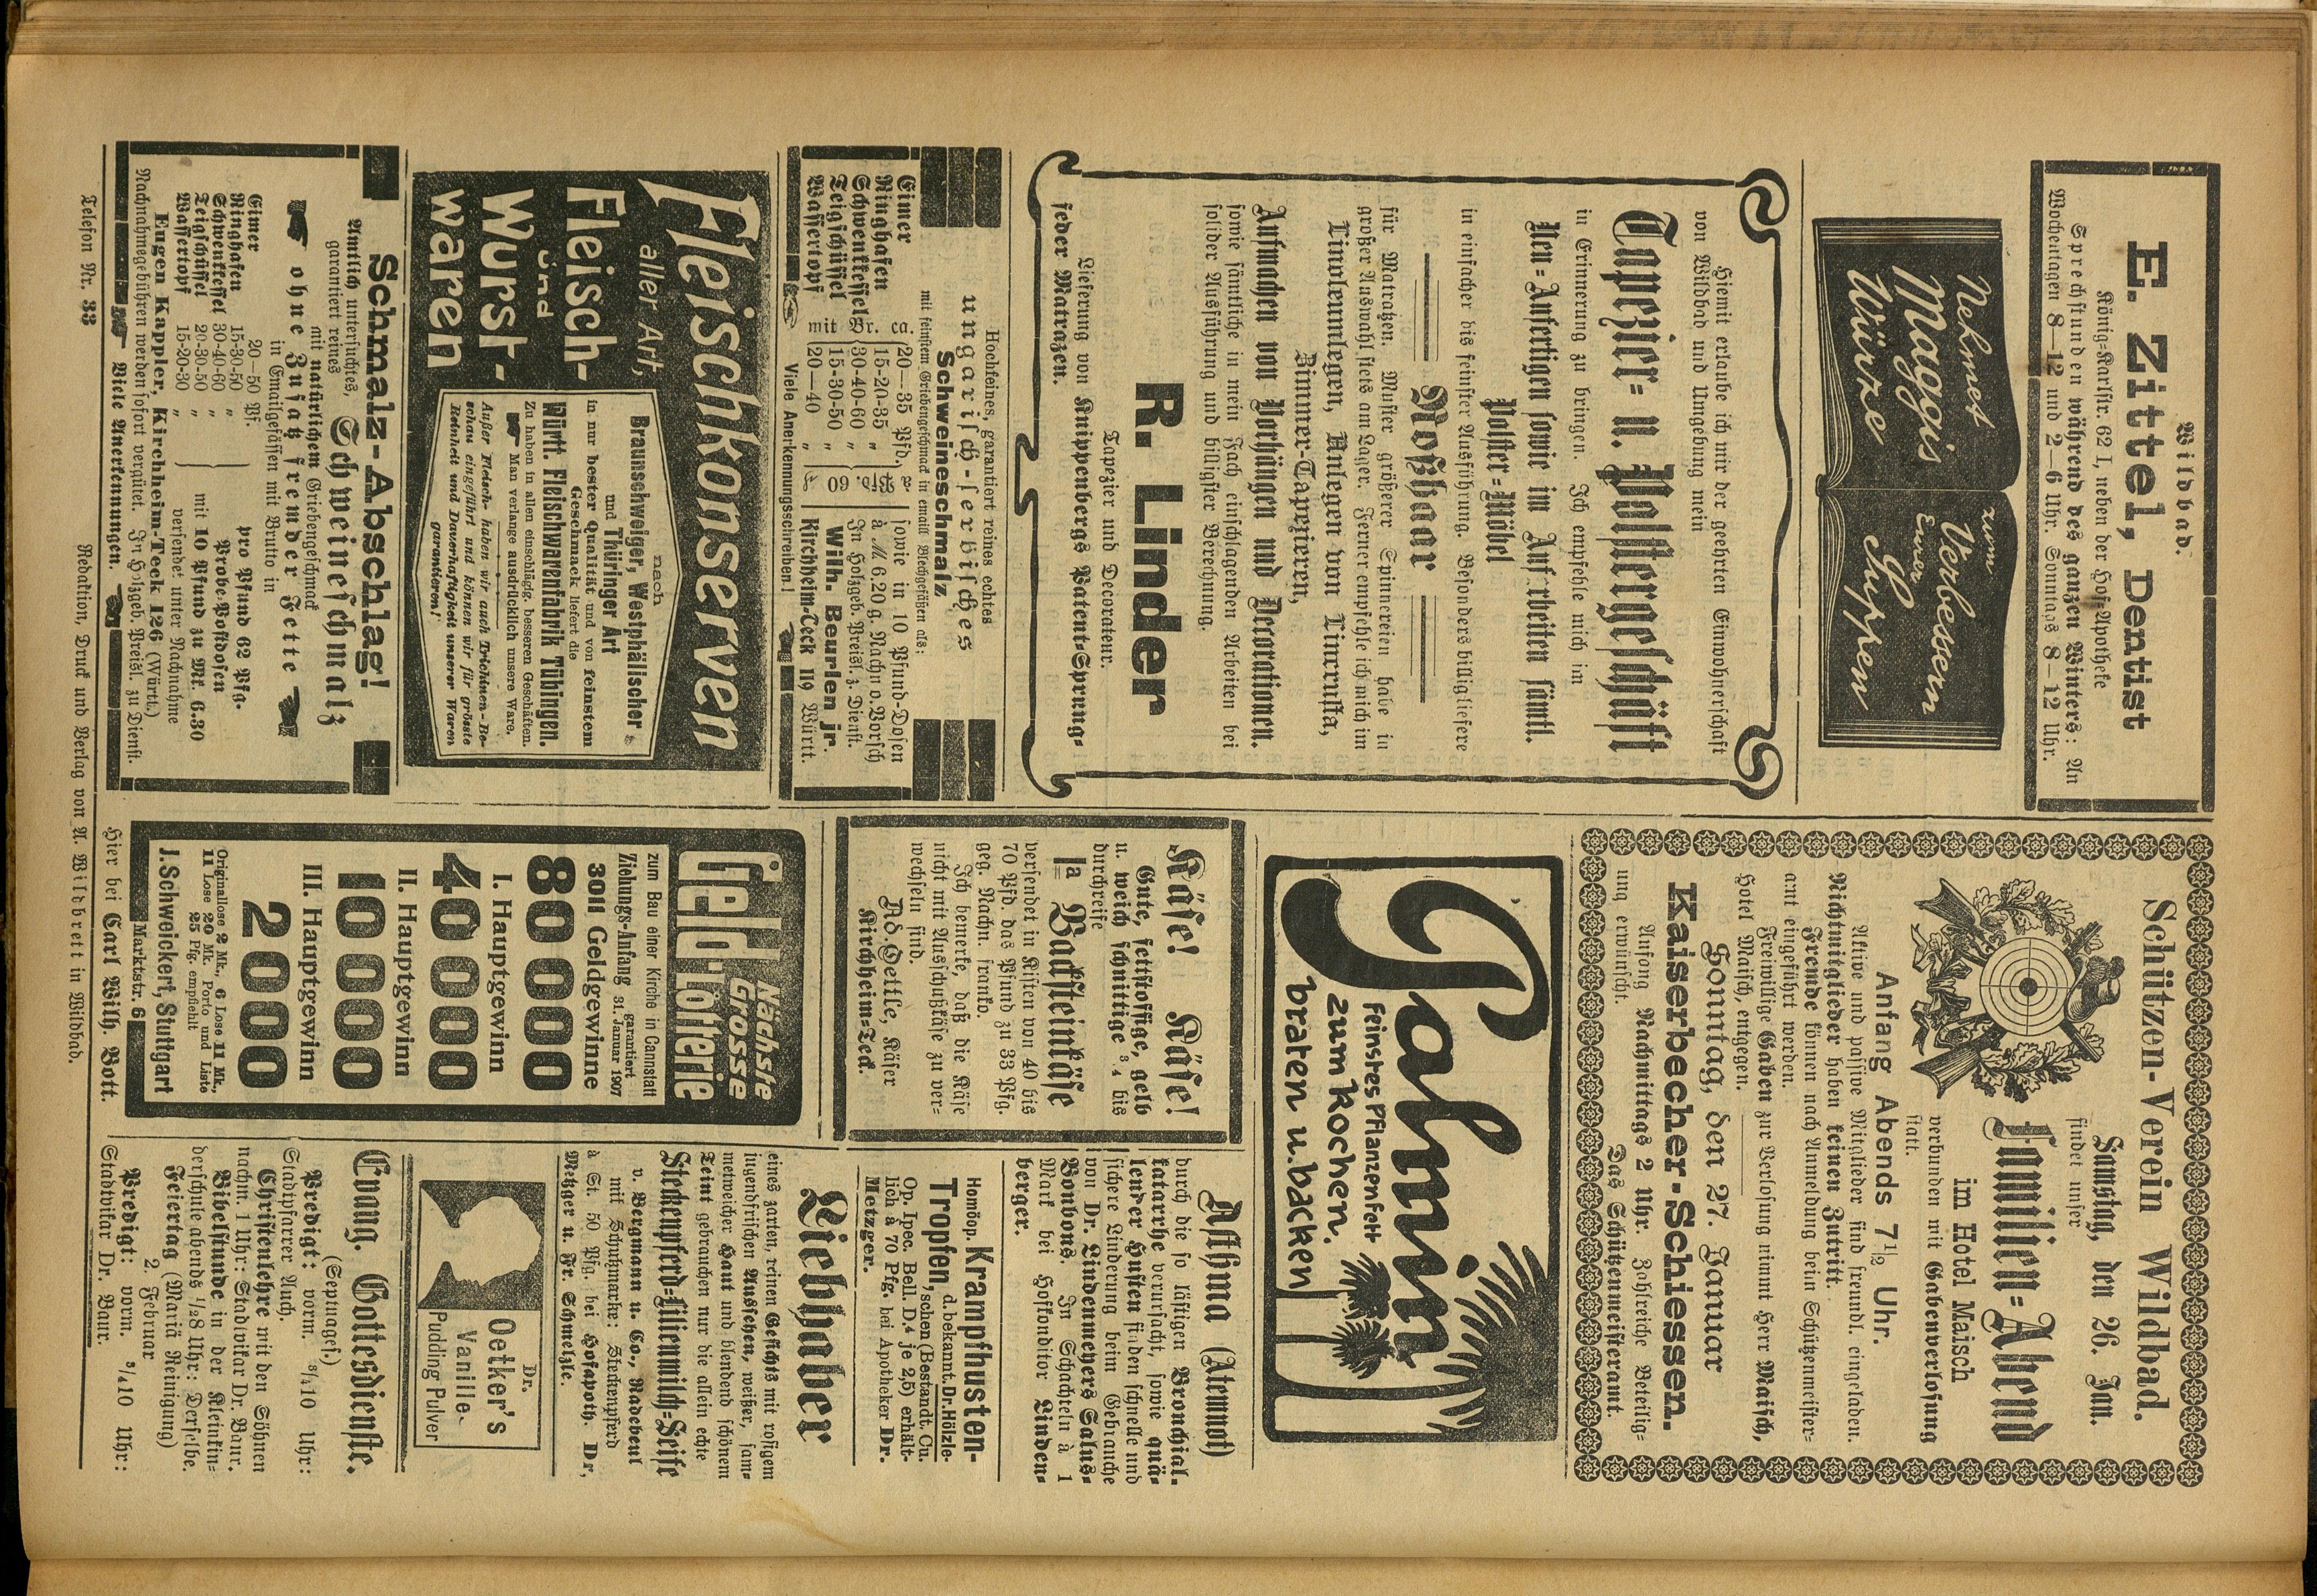 Wildbad.
E. Zittel, Dentist
König-Karlstr. 62 I, neben der Hof-Apotheke
Sprechstunden während des ganzen Winters: An
Wochentagen 8—12 und 2—6 Uhr. Sonntags 8—12 Uhr.
Nehmet
Maggis
Würze
zum
Verbessern
Eurer
Suppen
Hiemit erlaube ich mir der geehrten Einwohnerschaft
von Wildbad und Umgebung mein
Tapezier- u. Polstergeschäft
in Erinnerung zu bringen. Ich empfehle mich im
Neu-Anfertigen sowie im Aufarbeiten sämtl.
Polster-Möbel
in einfacher bis feinster Ausführung. Besonders billig liefere
Roßhaar
für Matratzen. Muster größerer Spinnereien habe in
großer Auswahl stets am Lager. Ferner empfehle ich mich im
Linoleumlegen, Anlegen von Lincrusta,
Zimmer-Tapezieren,
Aufmachen von Vorhängen und Decorationen.
sowie sämtliche in mein Fach einschlagenden Arbeiten bei
solider Ausführung und billigster Berechnung.
R. Linder
Tapezier und Decorateur.
Lieferung von Knippenbergs Patent-Sprung-
feder Matrazen.
Hochfeines, garantiert reines echtes
ungarisch-serbisches
Schweineschmalz,
mit feinstem Griebengeschmack in emaill Blechgefäßen als:
Eimer
Ringhafen
Schwenkkessel
Teigschüssel
Wassertopf
mit Br. ca.
20—35 Pfd.
15-20-35 „
30-40-60 „
15-30-50 „
20—40 „
a Pfd. 60 ₰
sowie in 10 Pfund-Dosen
à M 6.20 g. Nachn o. Vorsch
In Holzgeb. Preisl. z. Dienst.
Wilh. Beurlen jr.
Kirchheim-Teck 119 Württ.
Viele Anerkennungsschreiben!
Fleischkonserven
aller Art,
Fleisch-
und
Wurst-
waren
nach
Braunschweiger, Westphälischer
und Thüringer Art
in nur bester Qualität und von feinstem
Geschmack liefert die
Württ. Fleischwarenfabrik Tübingen.
Zu haben in allen einschläg. besseren Geschäften.
Man verlange ausdrücklich unsere Ware.
Außer Fleisch- haben wir auch Trichinen-Be-
schau eingeführt und können wir für grösste
Reinheit und Dauerhaftigkeit unserer Waren
garantieren!
Schmalz-Abschlag!
Amtlich untersuchtes,
garantiert reines
Schweineschmalz
mit natürlichem Griebengeschmack
ohne Zusatz fremder Fette
in Emailgefässen mit Brutto in
Eimer 20—50 Pf.
Ringhafen 15-30-50 „
Schwenkkessel 30-40-60 „
Teigschüssel 20-30-50 „
Wassertopf 15-20-30 „
pro Pfund 62 Pfg.
Probe-Postdosen
mit 10 Pfund zu Mk. 6.30
versendet unter Nachnahme
Eugen Kappler, Kirchheim-Teck 126 (Württ.)
Nachnahmegebühren werden sofort vergütet. In Holzgeb. Preisl. zu Dienst.
Viele Anerkennungen.
Schützen-Verein Wildbad.
Samstag, den 26. Jan.
findet unser
Familien-Abend
im Hotel Maisch
verbunden mit Gabenverlosung
statt.
Anfang Abends 7½ Uhr.
Aktive und passive Mitglieder sind freundl. eingeladen.
Nichtmitglieder haben keinen Zutritt.
Fremde können nach Anmeldung beim Schützenmeister-
amt eingeführt werden.
Freiwillige Gaben zur Verlosung nimmt Herr Maisch,
Hotel Maisch, entgegen.
Sonntag, den 27. Januar
Kaiserbecher-Schiessen.
Anfang Nachmittags 2 Uhr. Zahlreiche Beteilig-
ung erwünscht.
Das Schützenmeisteramt.
Palmin
feinstes Pflanzenfett
zum Kochen,
braten u. backen
Käse! Käse!
Gute, fettstoffige, gelb
u. weich schnittige ¾ bis
durchreife
Ia Backsteinkäse
versendet in Kisten von 40 bis
70 Pfd. das Pfund zu 33 Pfg.
geg. Nachn. franko.
Ich bemerke, daß die Käse
nicht mit Ausschußkäse zu ver-
wechseln sind.
Ad. Oettle, Käser
Kirchheim-Teck.
Nächste
Grosse
Geld-Lotterie
zum Bau einer Kirche in Cannstatt
Ziehungs-Anfang garantiert 31. Januar 1907
3011 Geldgewinne
80 000
I. Hauptgewinn
40 000
II. Hauptgewinn
10 000
III. Hauptgewinn
2 000
Originallose 2 Mk., 6 Lose 11 Mk.,
11 Lose 20 Mk. Porto und Liste
25 Pfg. empfiehlt
J. Schweickert, Stuttgart
Marktstr. 6
Hier bei Carl Wilh. Bott.
Asthma (Atemnot)
durch die so lästigen Bronchial-
katarrhe verursacht, sowie quä-
lender Husten finden schnelle und
sichere Linderung beim Gebrauche
von Dr. Lindenmeyers Salus-
Bonbons. In Schachteln à 1
Mark bei Hofkonditor Linden-
berger.
Homöop. Krampfhusten-
Tropfen, d. bekannt. Dr. Hölzle-
schen (Bestandt. Cu.
Op. Ipec. Bell. D.4 je 2,5) erhält-
lich à 70 Pfg. bei Apotheker Dr.
Metzger.
Liebhaber
eines zarten, reinen Gesichts mit rosigem
jugendfrischen Aussehen, weißer, sam-
metweicher Haut und blendend schönem
Teint gebrauchen nur die allein echte
Steckenpferd-Lilienmilch-Seife
v. Bergmann u. Co., Radebeul
mit Schutzmarke: Steckenpferd
à St. 50 Pfg. bei Hofapoth. Dr.
Metzger u. Fr. Schmelzle.
Dr.
Oetker's
Vanille-
Pudding Pulver
Evang. Gottesdienste.
(Septuages.)
Predigt: vorm. ¾10 Uhr:
Stadtpfarrer Auch.
Christenlehre mit den Söhnen
nachm. 1 Uhr: Stadtvikar Dr. Baur.
Bibelstunde in der Kleinkin-
derschule abends ½8 Uhr: Derselbe.
Feiertag (Mariä Reinigung)
2. Februar
Predigt: vorm. ¾10 Uhr:
Stadtvikar Dr. Baur.
Telefon Nr. 33
Redaktion, Druck und Verlag von A. Wildbrett in Wildbad.